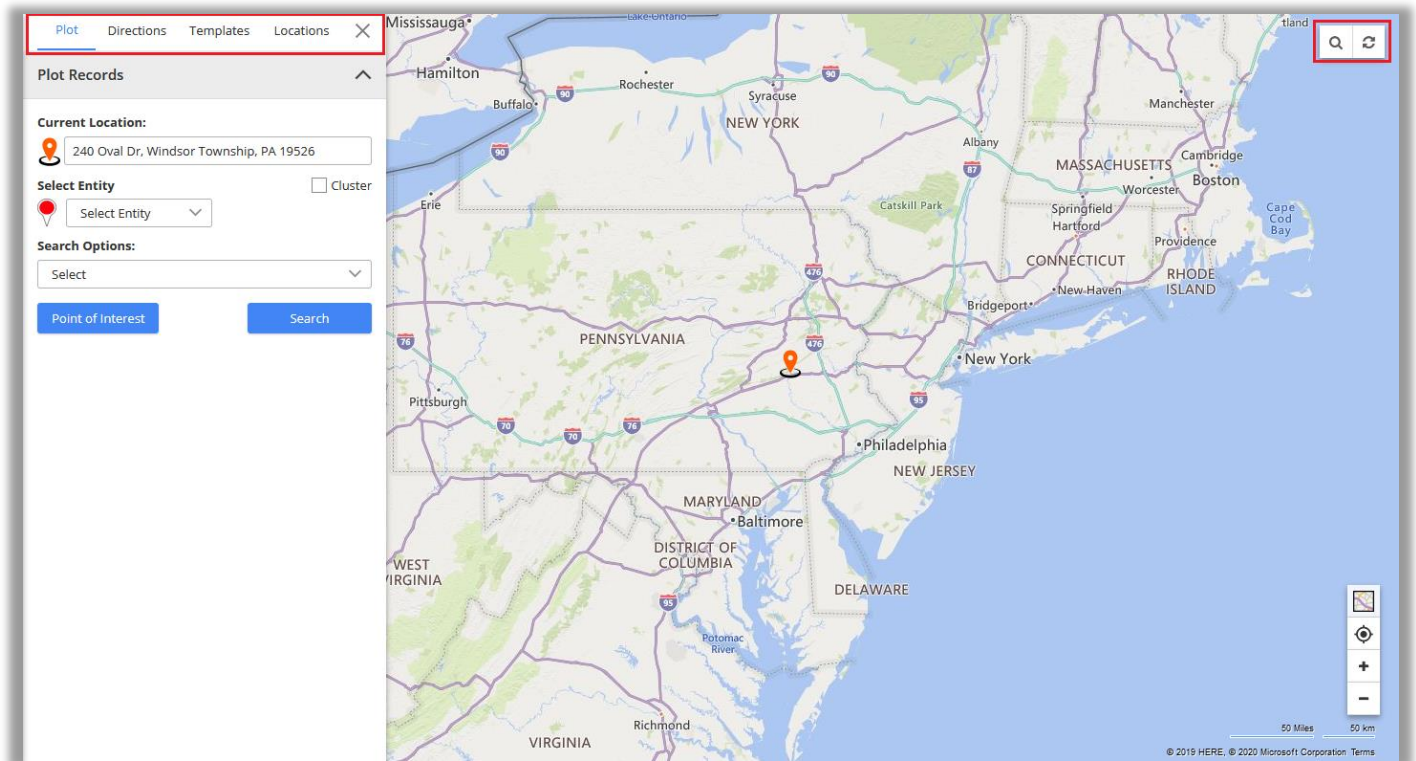 Plot Directions Templates Locations
Plot Records
Current Location:
240 Oval Dr, Windsor Township, PA 19526
Select Entity Cluster
Select Entity
Search Options:
Select
Point of Interest Search
Mississauga
Lake Ontario
tland
Hamilton
90
Rochester
90
Syracuse
Buffalo
Manchester
NEW YORK
Albany
90
87
MASSACHUSETTS
Cambridge
Worcester
Boston
Erie
Catskill Park
Springfield
Cape
Cod
Bay
Hartford
Providence
CONNECTICUT
476
RHODE
ISLAND
New Haven
Bridgeport
76
PENNSYLVANIA
476
New York
Pittsburgh
95
70
70
76
Philadelphia
NEW JERSEY
MARYLAND
Baltimore
DISTRICT OF
COLUMBIA
WEST
VIRGINIA
DELAWARE
95
Potomac
River
Richmond
VIRGINIA
50 Miles 50 km
© 2019 HERE, © 2020 Microsoft Corporation Terms